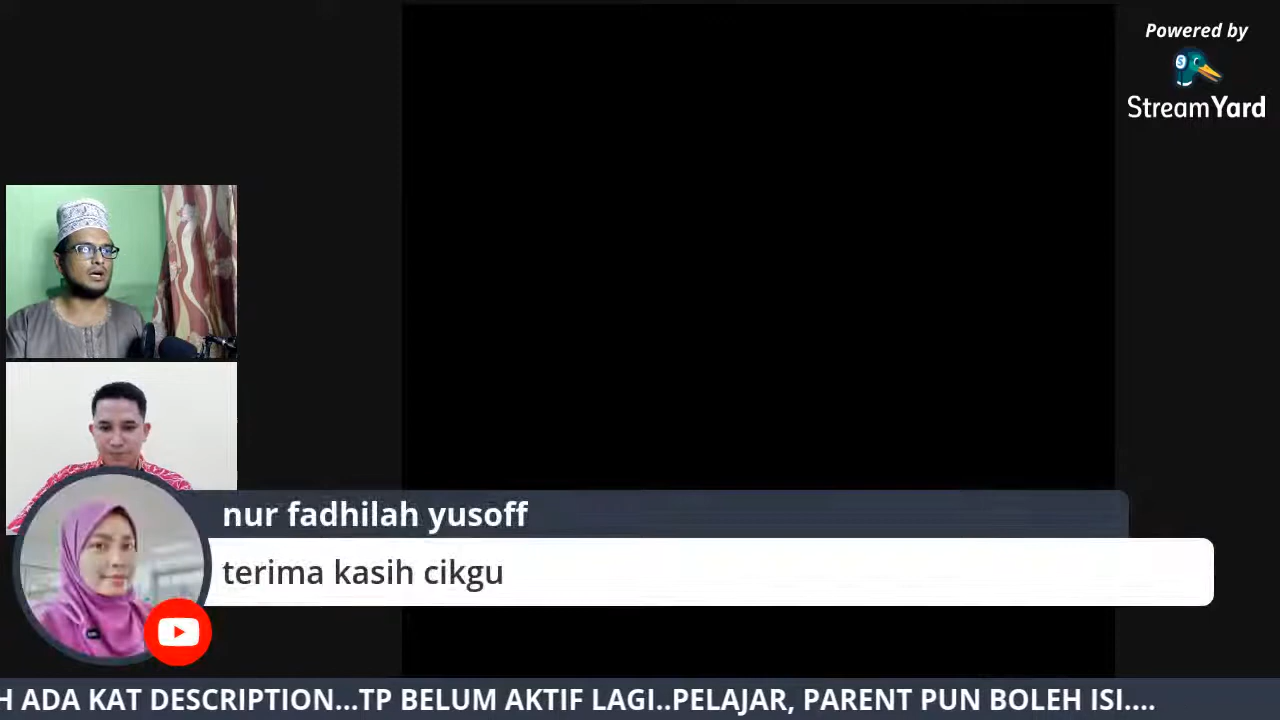 Powered by
StreamYard
nur fadhilah yusoff
terima kasih cikgu
H ADA KAT DESCRIPTION...TP BELUM AKTIF LAGI..PELAJAR, PARENT PUN BOLEH ISI....